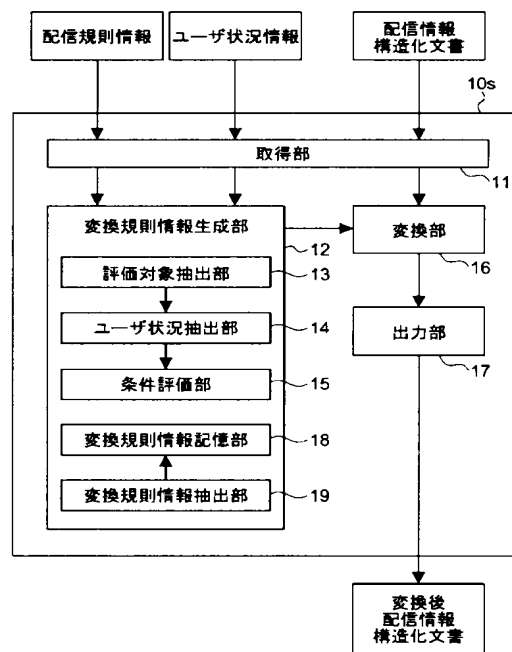 配信規則情報
ユーザ状況情報
配信情報
構造化文書
10s
取得部
11
変換規則情報生成部
12
評価対象抽出部
13
ユーザ状況抽出部
14
条件評価部
15
変換規則情報記憶部
18
変換規則情報抽出部
19
変換部
16
出力部
17
変換後
配信情報
構造化文書